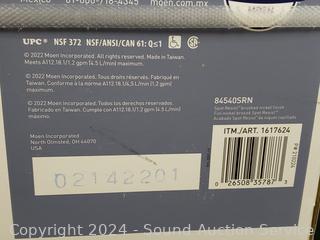 México 01-800-718-4345 www.moen.com.mx
UPC® NSF 372 NSF/ANSI/CAN 61: Q≤1
© 2022 Moen Incorporated. All rights reserved. Made in Taiwan.
Meets A112.18.1/1.2 gpm (4.5 L/min) maximum.
© 2022 Moen Incorporated. Tous droits réservés. Fabriqué en
Taiwan. Conforme à la norme A112.18.1/1.2 gpm (4,5 L/min)
maximum.
© 2022 Moen Incorporated. Todos los derechos reservados. Fabricado en
Taiwan. Cumple con A112.18.1/1.2 gpm (4.5 L/min) maximum.
Moen Incorporated
North Olmsted, OH 44070
USA
02142201
84540SRN
Spot Resist™ brushed nickel finish
ITM./ART. 1617624
0 26508 35787 3
Copyright 2024 - Sound Auction Service